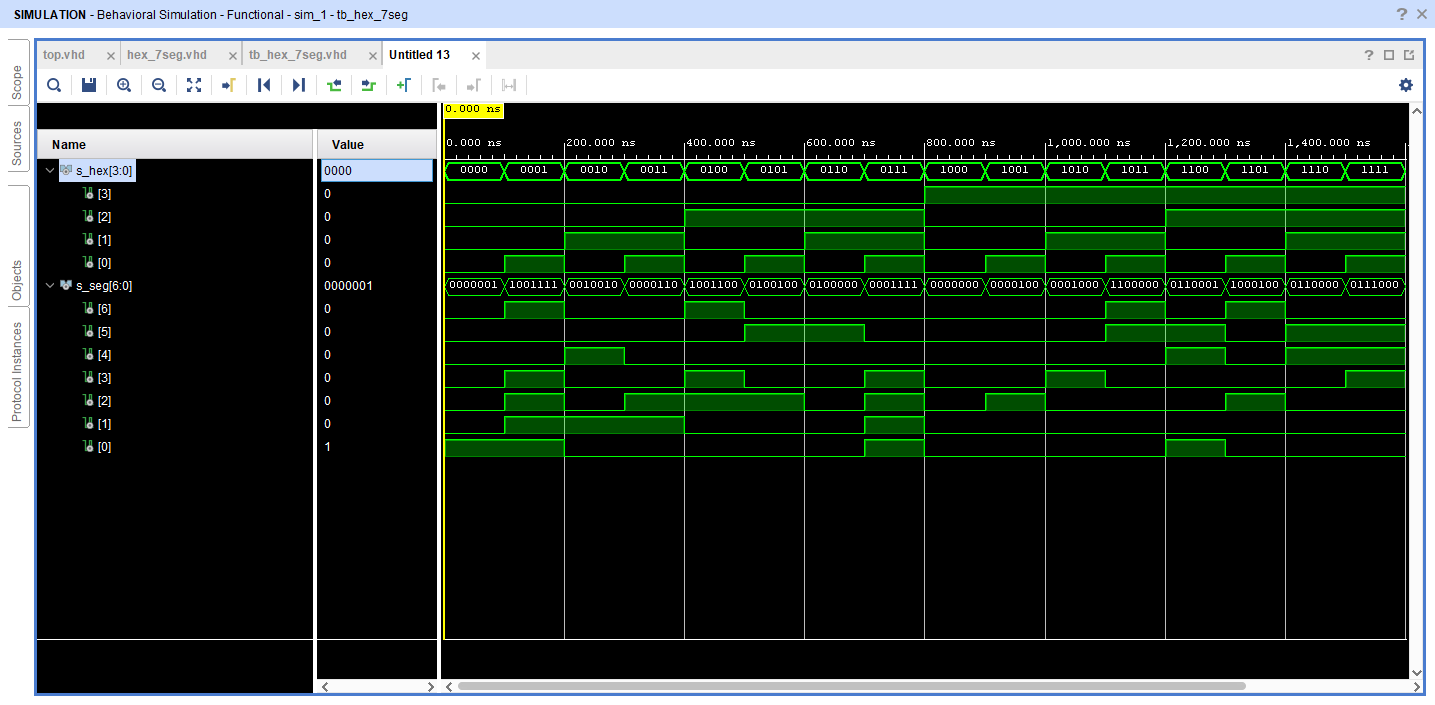 SIMULATION - Behavioral Simulation - Functional - sim_1 - tb_hex_7seg
top.vhd hex_7seg.vhd tb_hex_7seg.vhd Untitled 13
Scope
Sources
Objects
Protocol Instances
0.000 ns
0.000 ns 200.000 ns 400.000 ns 600.000 ns 800.000 ns 1,000.000 ns 1,200.000 ns 1,400.000 ns
Name Value
s_hex[3:0] 0000 0000 0001 0010 0011 0100 0101 0110 0111 1000 1001 1010 1011 1100 1101 1110 1111
[3] 0
[2] 0
[1] 0
[0] 0
s_seg[6:0] 0000001 0000001 1001111 0010010 0000110 1001100 0100100 0100000 0001111 0000000 0000100 0001000 1100000 0110001 1000100 0110000 0111000
[6] 0
[5] 0
[4] 0
[3] 0
[2] 0
[1] 0
[0] 1